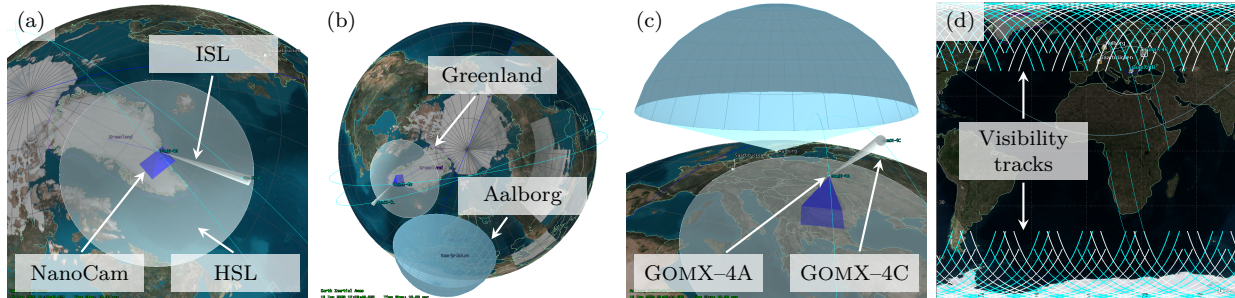 (a)
ISL
NanoCam
HSL
(b)
Greenland
Aalborg
(c)
GOMX–4A
GOMX–4C
(d)
Visibility
tracks